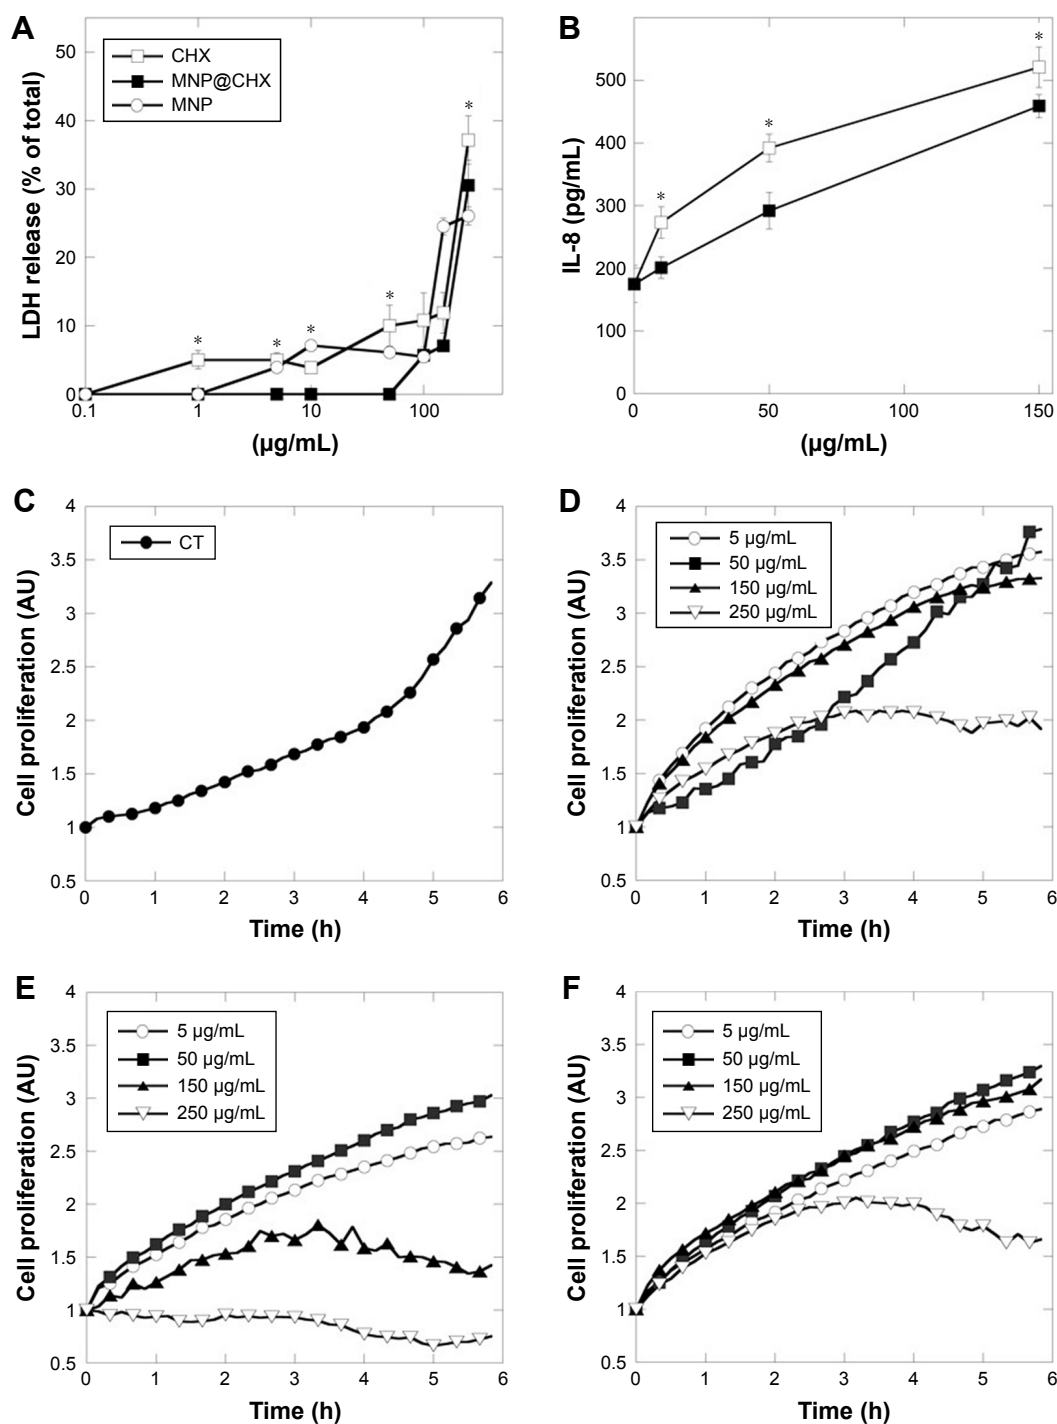 A
CHX
MNP@CHX
MNP
LDH release (% of total)
50
40
30
20
10
0
*
*
*
*
*
0.1
1
10
100
(µg/mL)
B
IL-8 (pg/mL)
500
400
300
200
100
0
*
*
*
0
50
100
150
(µg/mL)
C
CT
Cell proliferation (AU)
4
3.5
3
2.5
2
1.5
1
0.5
0
1
2
3
4
5
6
Time (h)
D
5 µg/mL
50 µg/mL
150 µg/mL
250 µg/mL
Cell proliferation (AU)
4
3.5
3
2.5
2
1.5
1
0.5
0
1
2
3
4
5
6
Time (h)
E
5 µg/mL
50 µg/mL
150 µg/mL
250 µg/mL
Cell proliferation (AU)
4
3.5
3
2.5
2
1.5
1
0.5
0
1
2
3
4
5
6
Time (h)
F
5 µg/mL
50 µg/mL
150 µg/mL
250 µg/mL
Cell proliferation (AU)
4
3.5
3
2.5
2
1.5
1
0.5
0
1
2
3
4
5
6
Time (h)